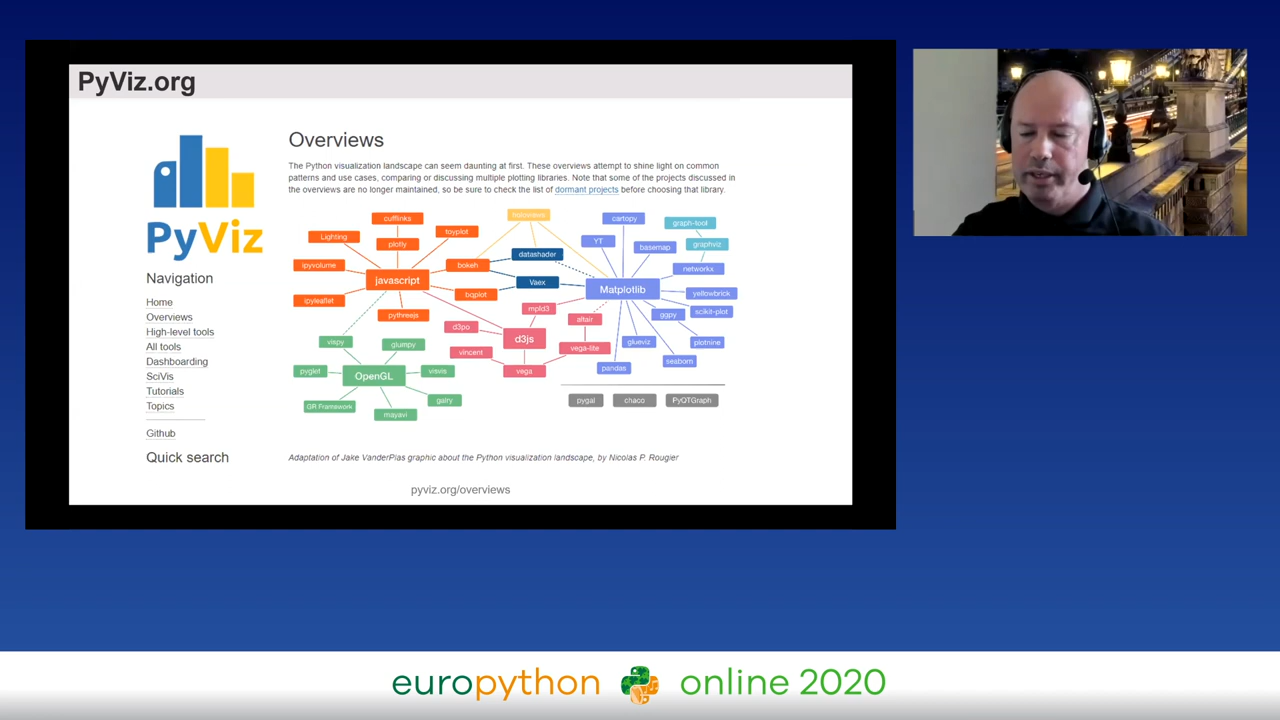 PyViz.org
PyViz
Navigation
Home
Overviews
High-level tools
All tools
Dashboarding
SciVis
Tutorials
Topics
Github
Quick search
Overviews
The Python visualization landscape can seem daunting at first. These overviews attempt to shine light on common
patterns and use cases, comparing or discussing multiple plotting libraries. Note that some of the projects discussed in
the overviews are no longer maintained, so be sure to check the list of dormant projects before choosing that library.
cufflinks
Lighting
plotly
toyplot
ipyvolume
javascript
bokeh
ipyleaflet
bqplot
pythreejs
holoviews
datashader
Vaex
cartopy
graph-tool
YT
basemap
graphviz
networkx
Matplotlib
yellowbrick
scikit-plot
ggpy
plotnine
glueviz
seaborn
pandas
mpld3
altair
d3po
d3js
vincent
vega-lite
vega
vispy
glumpy
pyglet
OpenGL
visvis
GR Framework
mayavi
galry
pygal
chaco
PyQTGraph
Adaptation of Jake VanderPlas graphic about the Python visualization landscape, by Nicolas P. Rougier
pyviz.org/overviews
europython online 2020